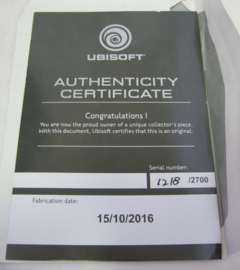 UBISOFT
AUTHENTICITY
CERTIFICATE
Congratulations !
You are now the proud owner of a unique collector's piece.
With this document, Ubisoft certifies that this is an original.
Serial number:
1218 /2700
Fabrication date:
15/10/2016